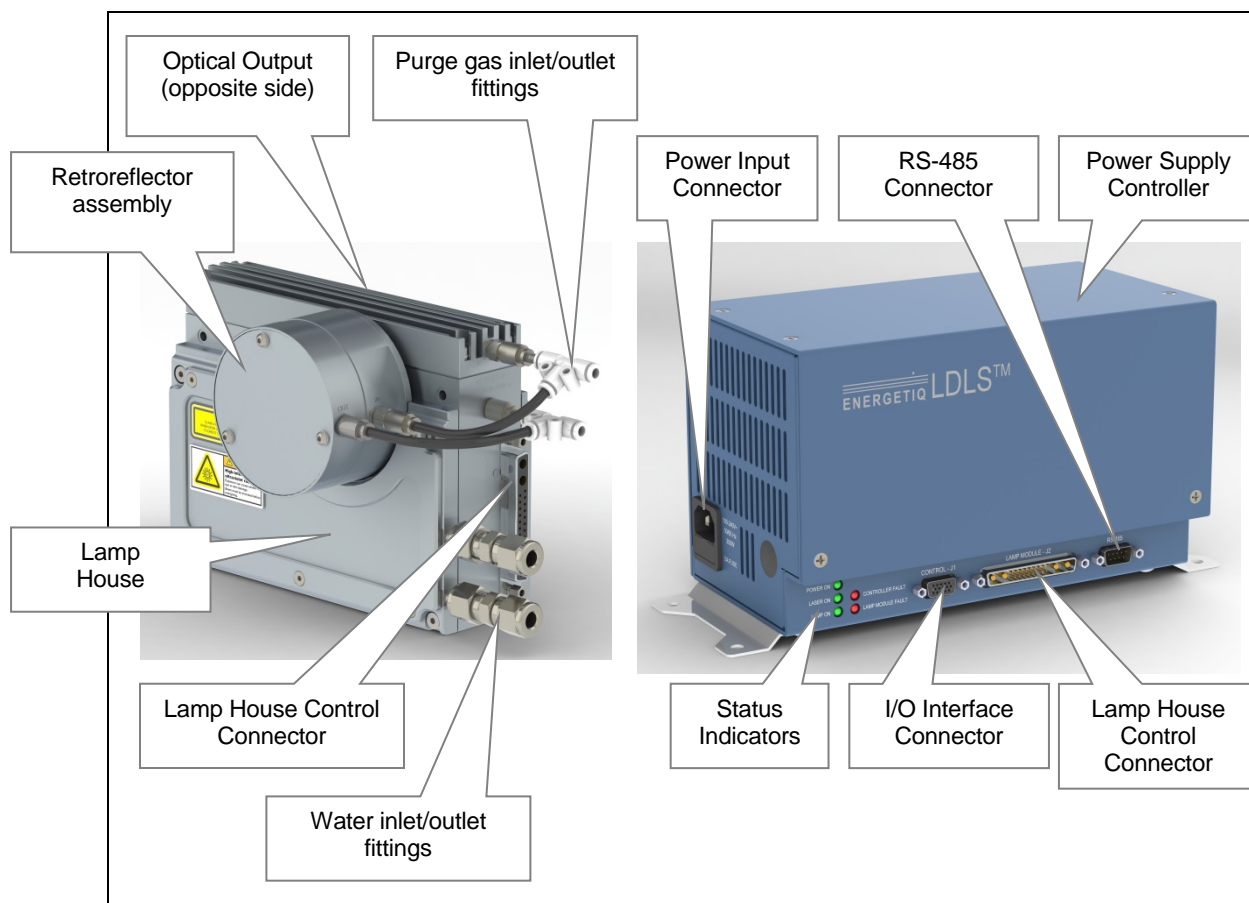 Optical Output
(opposite side)
Purge gas inlet/outlet
fittings
Retroreflector
assembly
Power Input
Connector
RS-485
Connector
Power Supply
Controller
ENERGETIQ LDLS™
Lamp
House
POWER ON
LASER ON
CONTROLLER FAULT
LAMP MODULE FAULT
CONTROL - J1
LAMP MODULE - J2
Lamp House Control
Connector
Status
Indicators
I/O Interface
Connector
Lamp House
Control
Connector
Water inlet/outlet
fittings